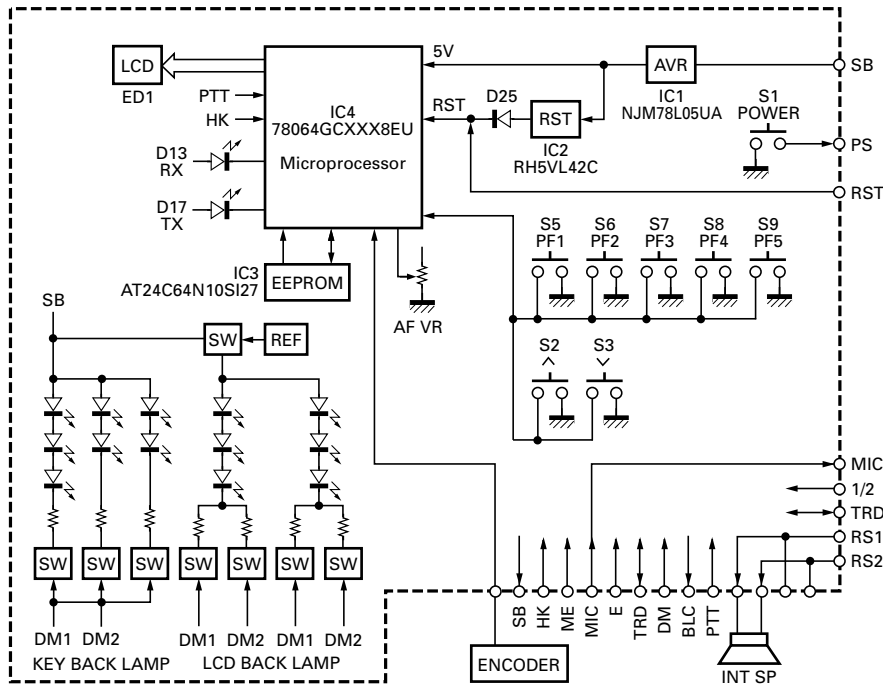 LCD
ED1
PTT
HK
D13
RX
D17
TX
IC4
78064GCXXX8EU
Microprocessor
5V
RST
D25
RST
IC2
RH5VL42C
AVR
IC1
NJM78L05UA
S1
POWER
SB
PS
RST
IC3
AT24C64N10SI27
EEPROM
AF VR
S5
PF1
S6
PF2
S7
PF3
S8
PF4
S9
PF5
S2
S3
SB
SW
REF
SW
SW
SW
SW
SW
SW
SW
DM1
DM2
DM1
DM2
DM1
DM2
KEY BACK LAMP
LCD BACK LAMP
MIC
1/2
TRD
RS1
RS2
SB
HK
ME
MIC
E
TRD
DM
BLC
PTT
ENCODER
INT SP